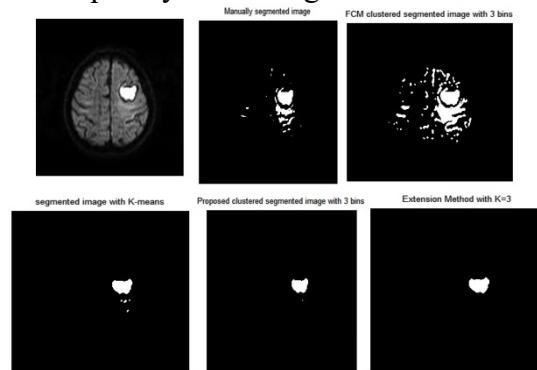 Manually segmented image
FCM clustered segmented image with 3 bins
segmented image with K-means
Proposed clustered segmented image with 3 bins
Extension Method with K=3